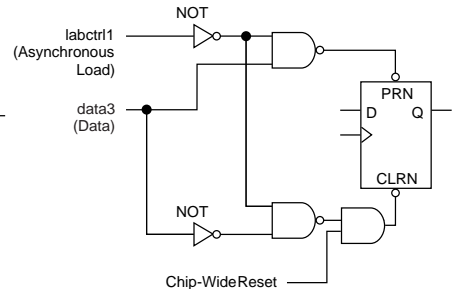 NOT
labctrl1
(Asynchronous
Load)
PRN
data3
(Data)
D Q
CLRN
NOT
Chip-Wide Reset